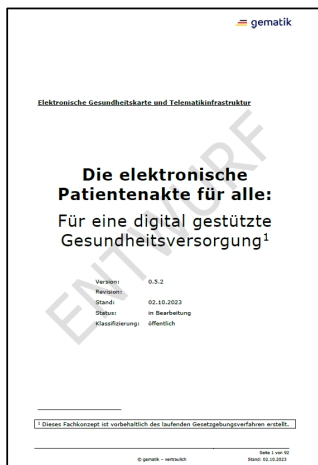 gematik
Elektronische Gesundheitskarte und Telematikinfrastruktur
ENTWURF
Die elektronische
Patientenakte für alle:
Für eine digital gestützte
Gesundheitsversorgung¹
Version: 0.5.2
Revision:
Stand: 02.10.2023
Status: in Bearbeitung
Klassifizierung: öffentlich
¹ Dieses Fachkonzept ist vorbehaltlich des laufenden Gesetzgebungsverfahren erstellt.
Seite 1 von 92
© gematik – vertraulich Stand: 02.10.2023